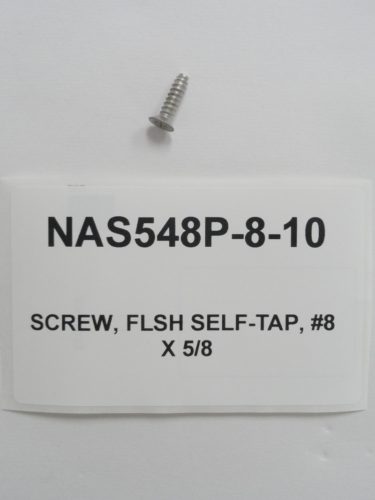 NAS548P-8-10
SCREW, FLSH SELF-TAP, #8
X 5/8